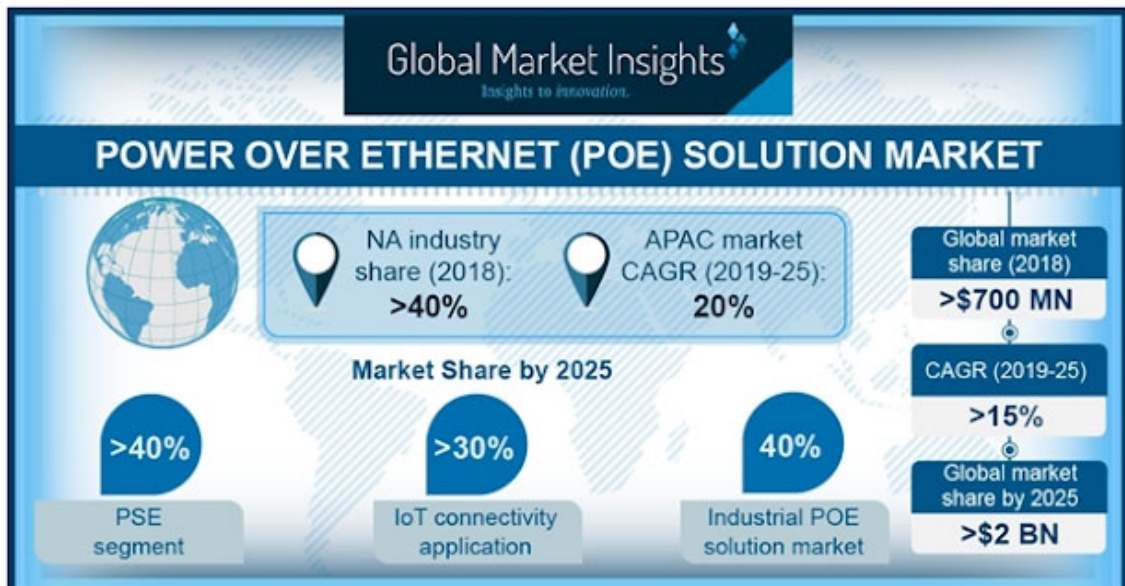 Global Market Insights
Insights to innovation.
POWER OVER ETHERNET (POE) SOLUTION MARKET
NA industry
share (2018):
>40%
APAC market
CAGR (2019-25):
20%
Global market
share (2018)
>$700 MN
CAGR (2019-25)
>15%
Global market
share by 2025
>$2 BN
Market Share by 2025
>40%
PSE
segment
>30%
IoT connectivity
application
40%
Industrial POE
solution market